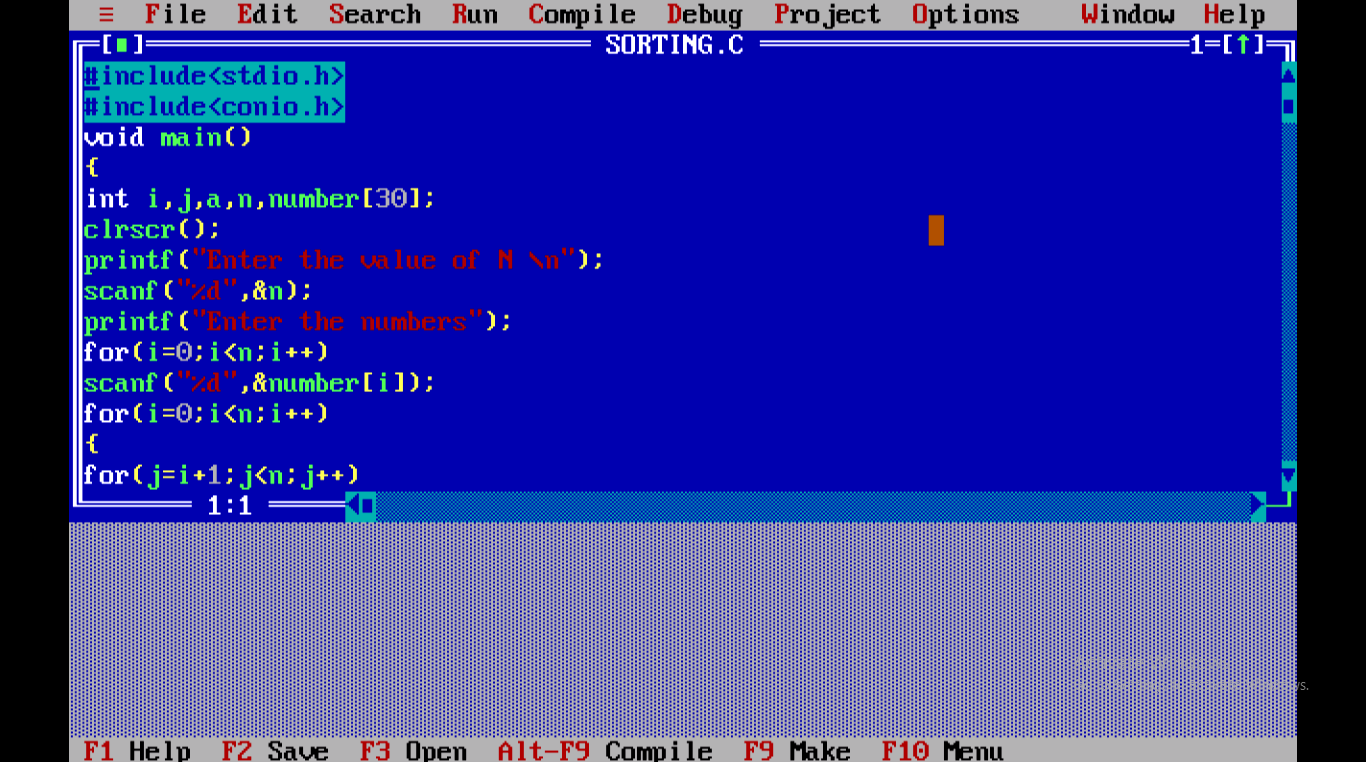 ≡ File Edit Search Run Compile Debug Project Options Window Help
[■] SORTING.C 1=[↑]
#include<stdio.h>
#include<conio.h>
void main()
{
int i,j,a,n,number[30];
clrscr();
printf("Enter the value of N \n");
scanf("%d",&n);
printf("Enter the numbers");
for(i=0;i<n;i++)
scanf("%d",&number[i]);
for(i=0;i<n;i++)
{
for(j=i+1;j<n;j++)
1:1
F1 Help F2 Save F3 Open Alt-F9 Compile F9 Make F10 Menu